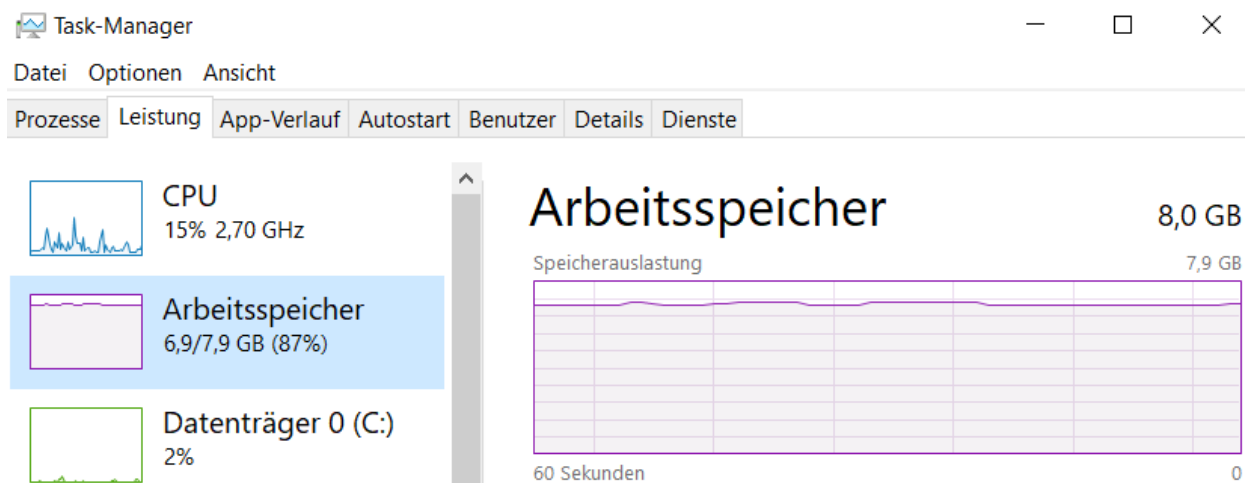 Task-Manager
Datei Optionen Ansicht
Prozesse Leistung App-Verlauf Autostart Benutzer Details Dienste
CPU
15% 2,70 GHz
Arbeitsspeicher
6,9/7,9 GB (87%)
Datenträger 0 (C:)
2%
Arbeitsspeicher 8,0 GB
Speicherauslastung 7,9 GB
60 Sekunden 0